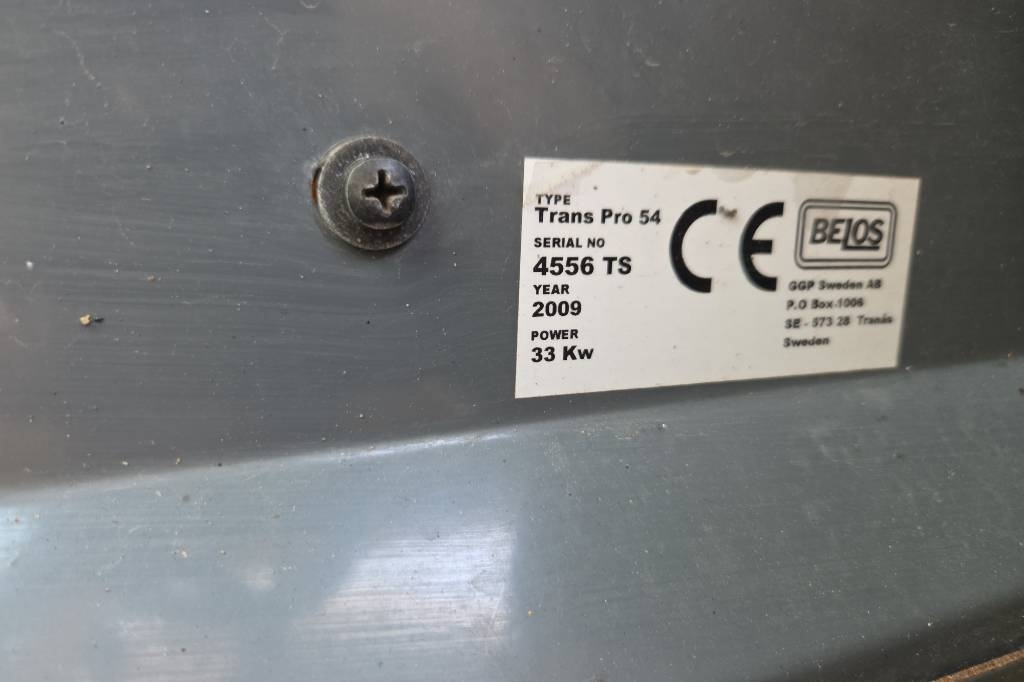 TYPE
Trans Pro 54
SERIAL NO
4556 TS
YEAR
2009
POWER
33 Kw
CE
BELOS
GGP Sweden AB
P.O Box 1006
SE - 573 28 Tranås
Sweden